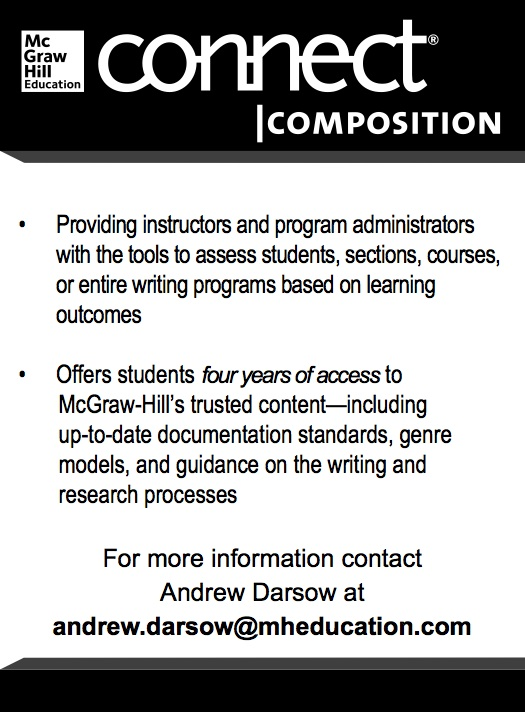 Mc
Graw
Hill
Education
connect®
|COMPOSITION
• Providing instructors and program administrators
with the tools to assess students, sections, courses,
or entire writing programs based on learning
outcomes
• Offers students four years of access to
McGraw-Hill’s trusted content—including
up-to-date documentation standards, genre
models, and guidance on the writing and
research processes
For more information contact
Andrew Darsow at
andrew.darsow@mheducation.com